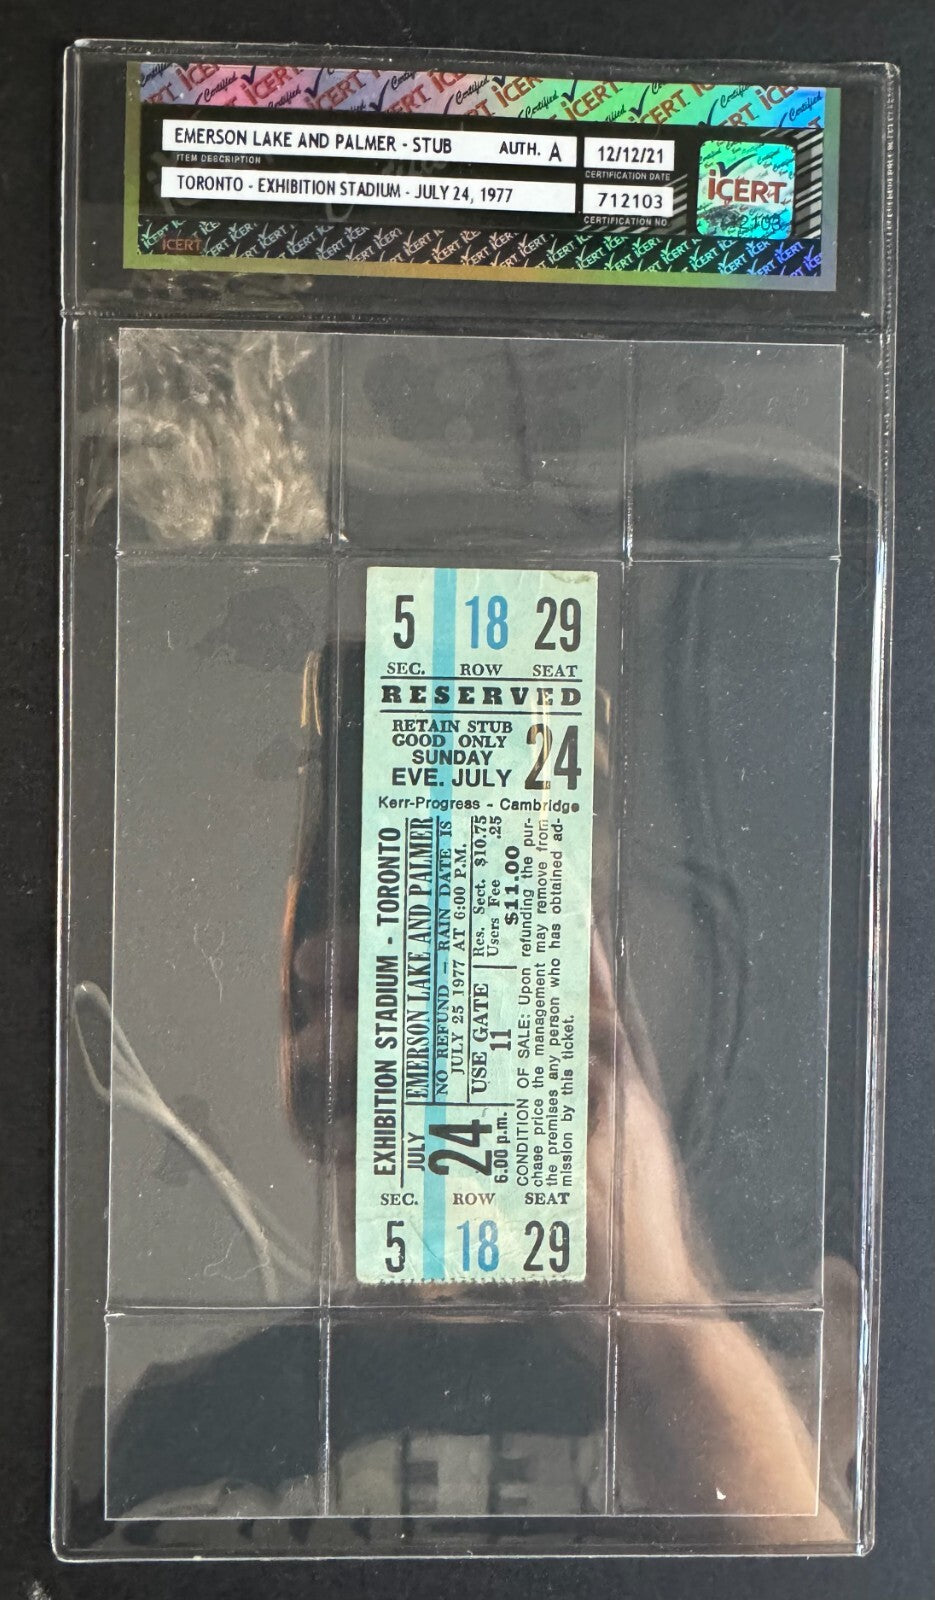 EMERSON LAKE AND PALMER - STUB AUTH. A
ITEM DESCRIPTION
TORONTO - EXHIBITION STADIUM - JULY 24, 1977
12/12/21
CERTIFICATION DATE
712103
CERTIFICATION NO.
iCERT
5 18 29
SEC. ROW SEAT
RESERVED
RETAIN STUB
GOOD ONLY
SUNDAY
EVE. JULY 24
Kerr-Progress - Cambridge
EXHIBITION STADIUM - TORONTO
JULY 24
6.00 p.m.
EMERSON LAKE AND PALMER
NO REFUND - RAIN DATE IS
JULY 25 1977 AT 6:00 P.M.
USE GATE
11
Res. Sect. $10.75
Users Fee .25
$11.00
CONDITION OF SALE: Upon refunding the pur-
chase price the management may remove from
the premises any person who has obtained ad-
mission by this ticket.
SEC. ROW SEAT
5 18 29